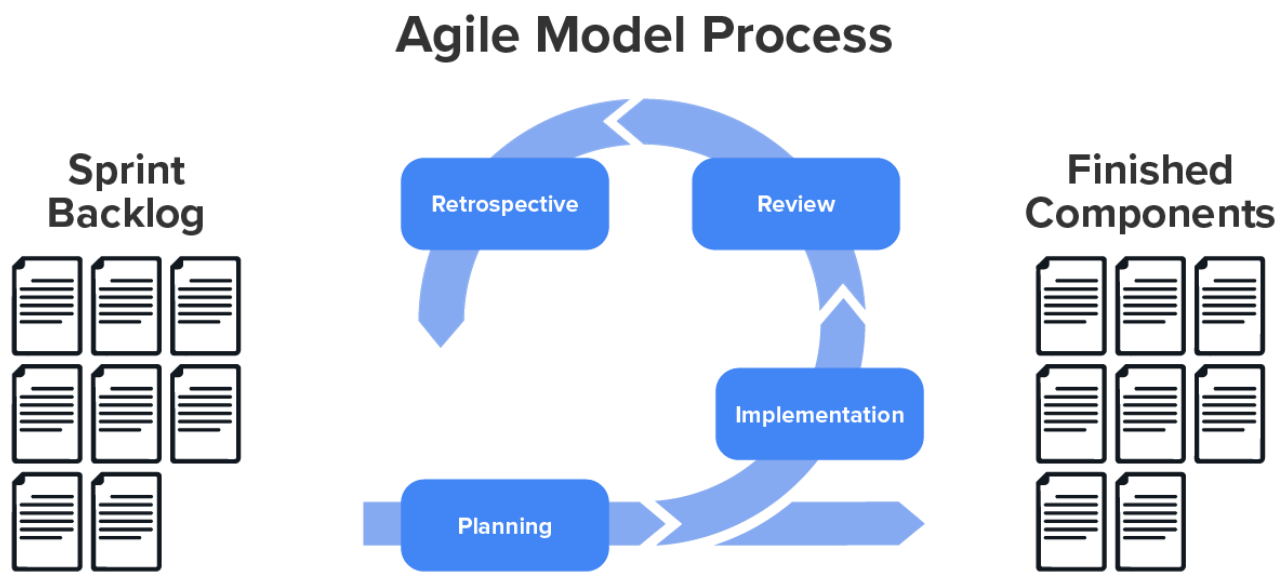 Agile Model Process
Sprint
Backlog
Retrospective
Review
Finished
Components
Implementation
Planning